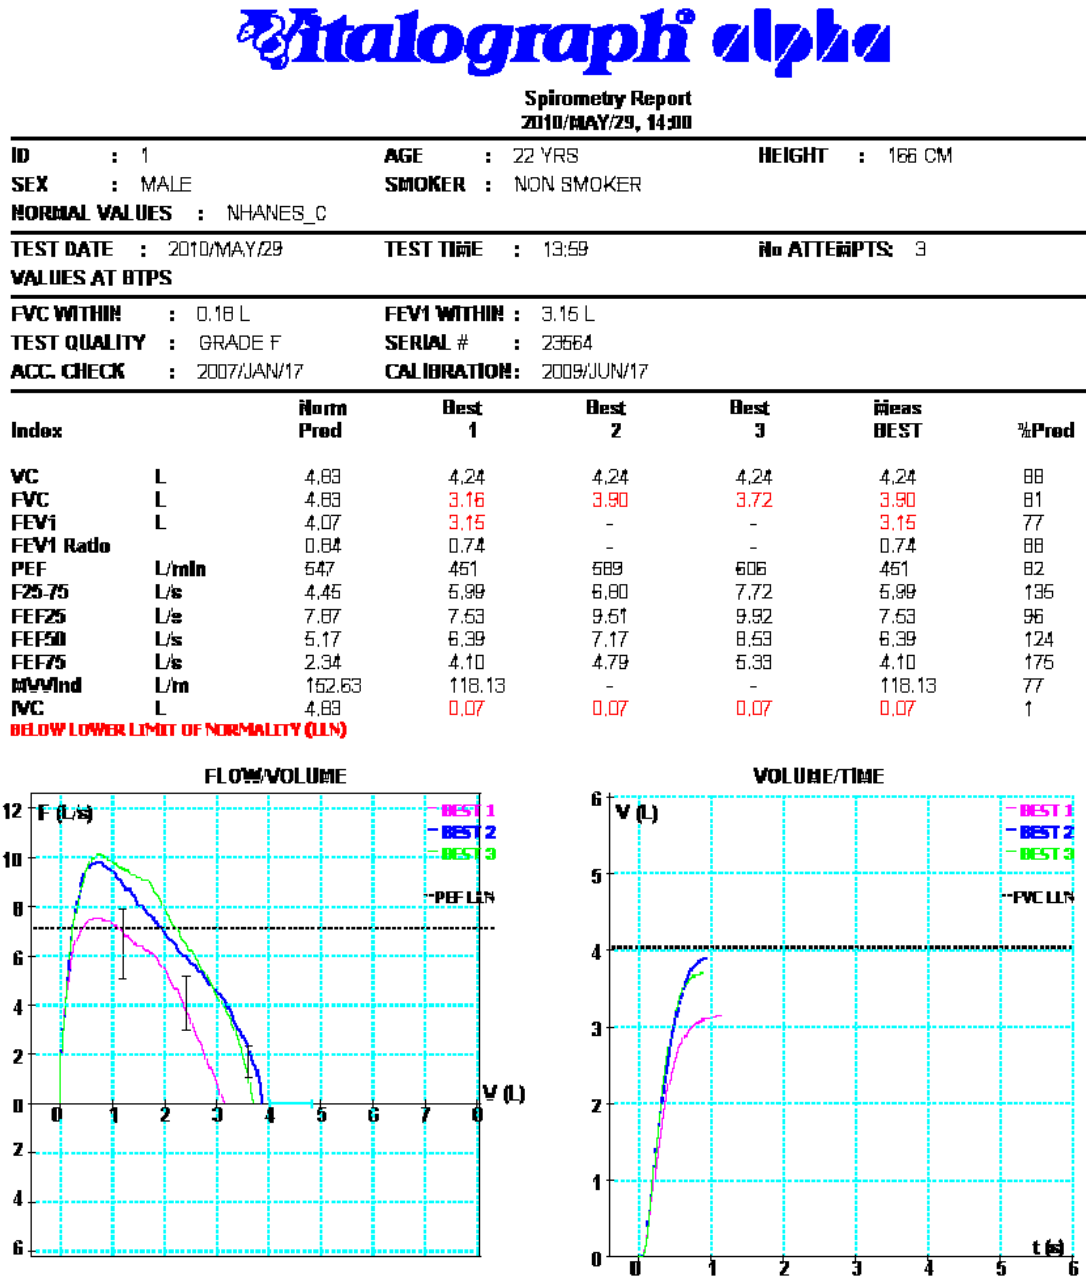 Vitalograph® alpha
Spirometry Report
2010/MAY/29, 14:00
ID : 1 AGE : 22 YRS HEIGHT : 166 CM
SEX : MALE SMOKER : NON SMOKER
NORMAL VALUES : NHANES_C
TEST DATE : 2010/MAY/29 TEST TIME : 13:59 No ATTEMPTS: 3
VALUES AT BTPS
FVC WITHIN : 0.18 L FEV1 WITHIN : 3.15 L
TEST QUALITY : GRADE F SERIAL # : 23564
ACC. CHECK : 2007/JAN/17 CALIBRATION: 2009/JUN/17
Norm Best Best Best Meas
Index Pred 1 2 3 BEST %Pred
VC L 4.83 4.24 4.24 4.24 4.24 88
FVC L 4.83 3.16 3.90 3.72 3.90 81
FEV1 L 4.07 3.15 - - 3.15 77
FEV1 Ratio 0.84 0.74 - - 0.74 88
PEF L/min 547 451 589 606 451 82
F25-75 L/s 4.45 5.99 6.80 7.72 5.99 135
FEF25 L/s 7.87 7.53 9.51 9.92 7.53 96
FEF50 L/s 5.17 6.39 7.17 8.53 6.39 124
FEF75 L/s 2.34 4.10 4.79 5.33 4.10 175
MVVInd L/m 152.63 118.13 - - 118.13 77
IVC L 4.83 0.07 0.07 0.07 0.07 1
BELOW LOWER LIMIT OF NORMALITY (LLN)
FLOW/VOLUME VOLUME/TIME
12 F (L/s) BEST 1
BEST 2
BEST 3
10
PEF LLN
8
6
4
2
0
0 1 2 3 4 5 6 7 8 V (L)
2
4
6
6 V (L) BEST 1
BEST 2
BEST 3
5
FVC LLN
4
3
2
1
0 t (s)
0 1 2 3 4 5 6